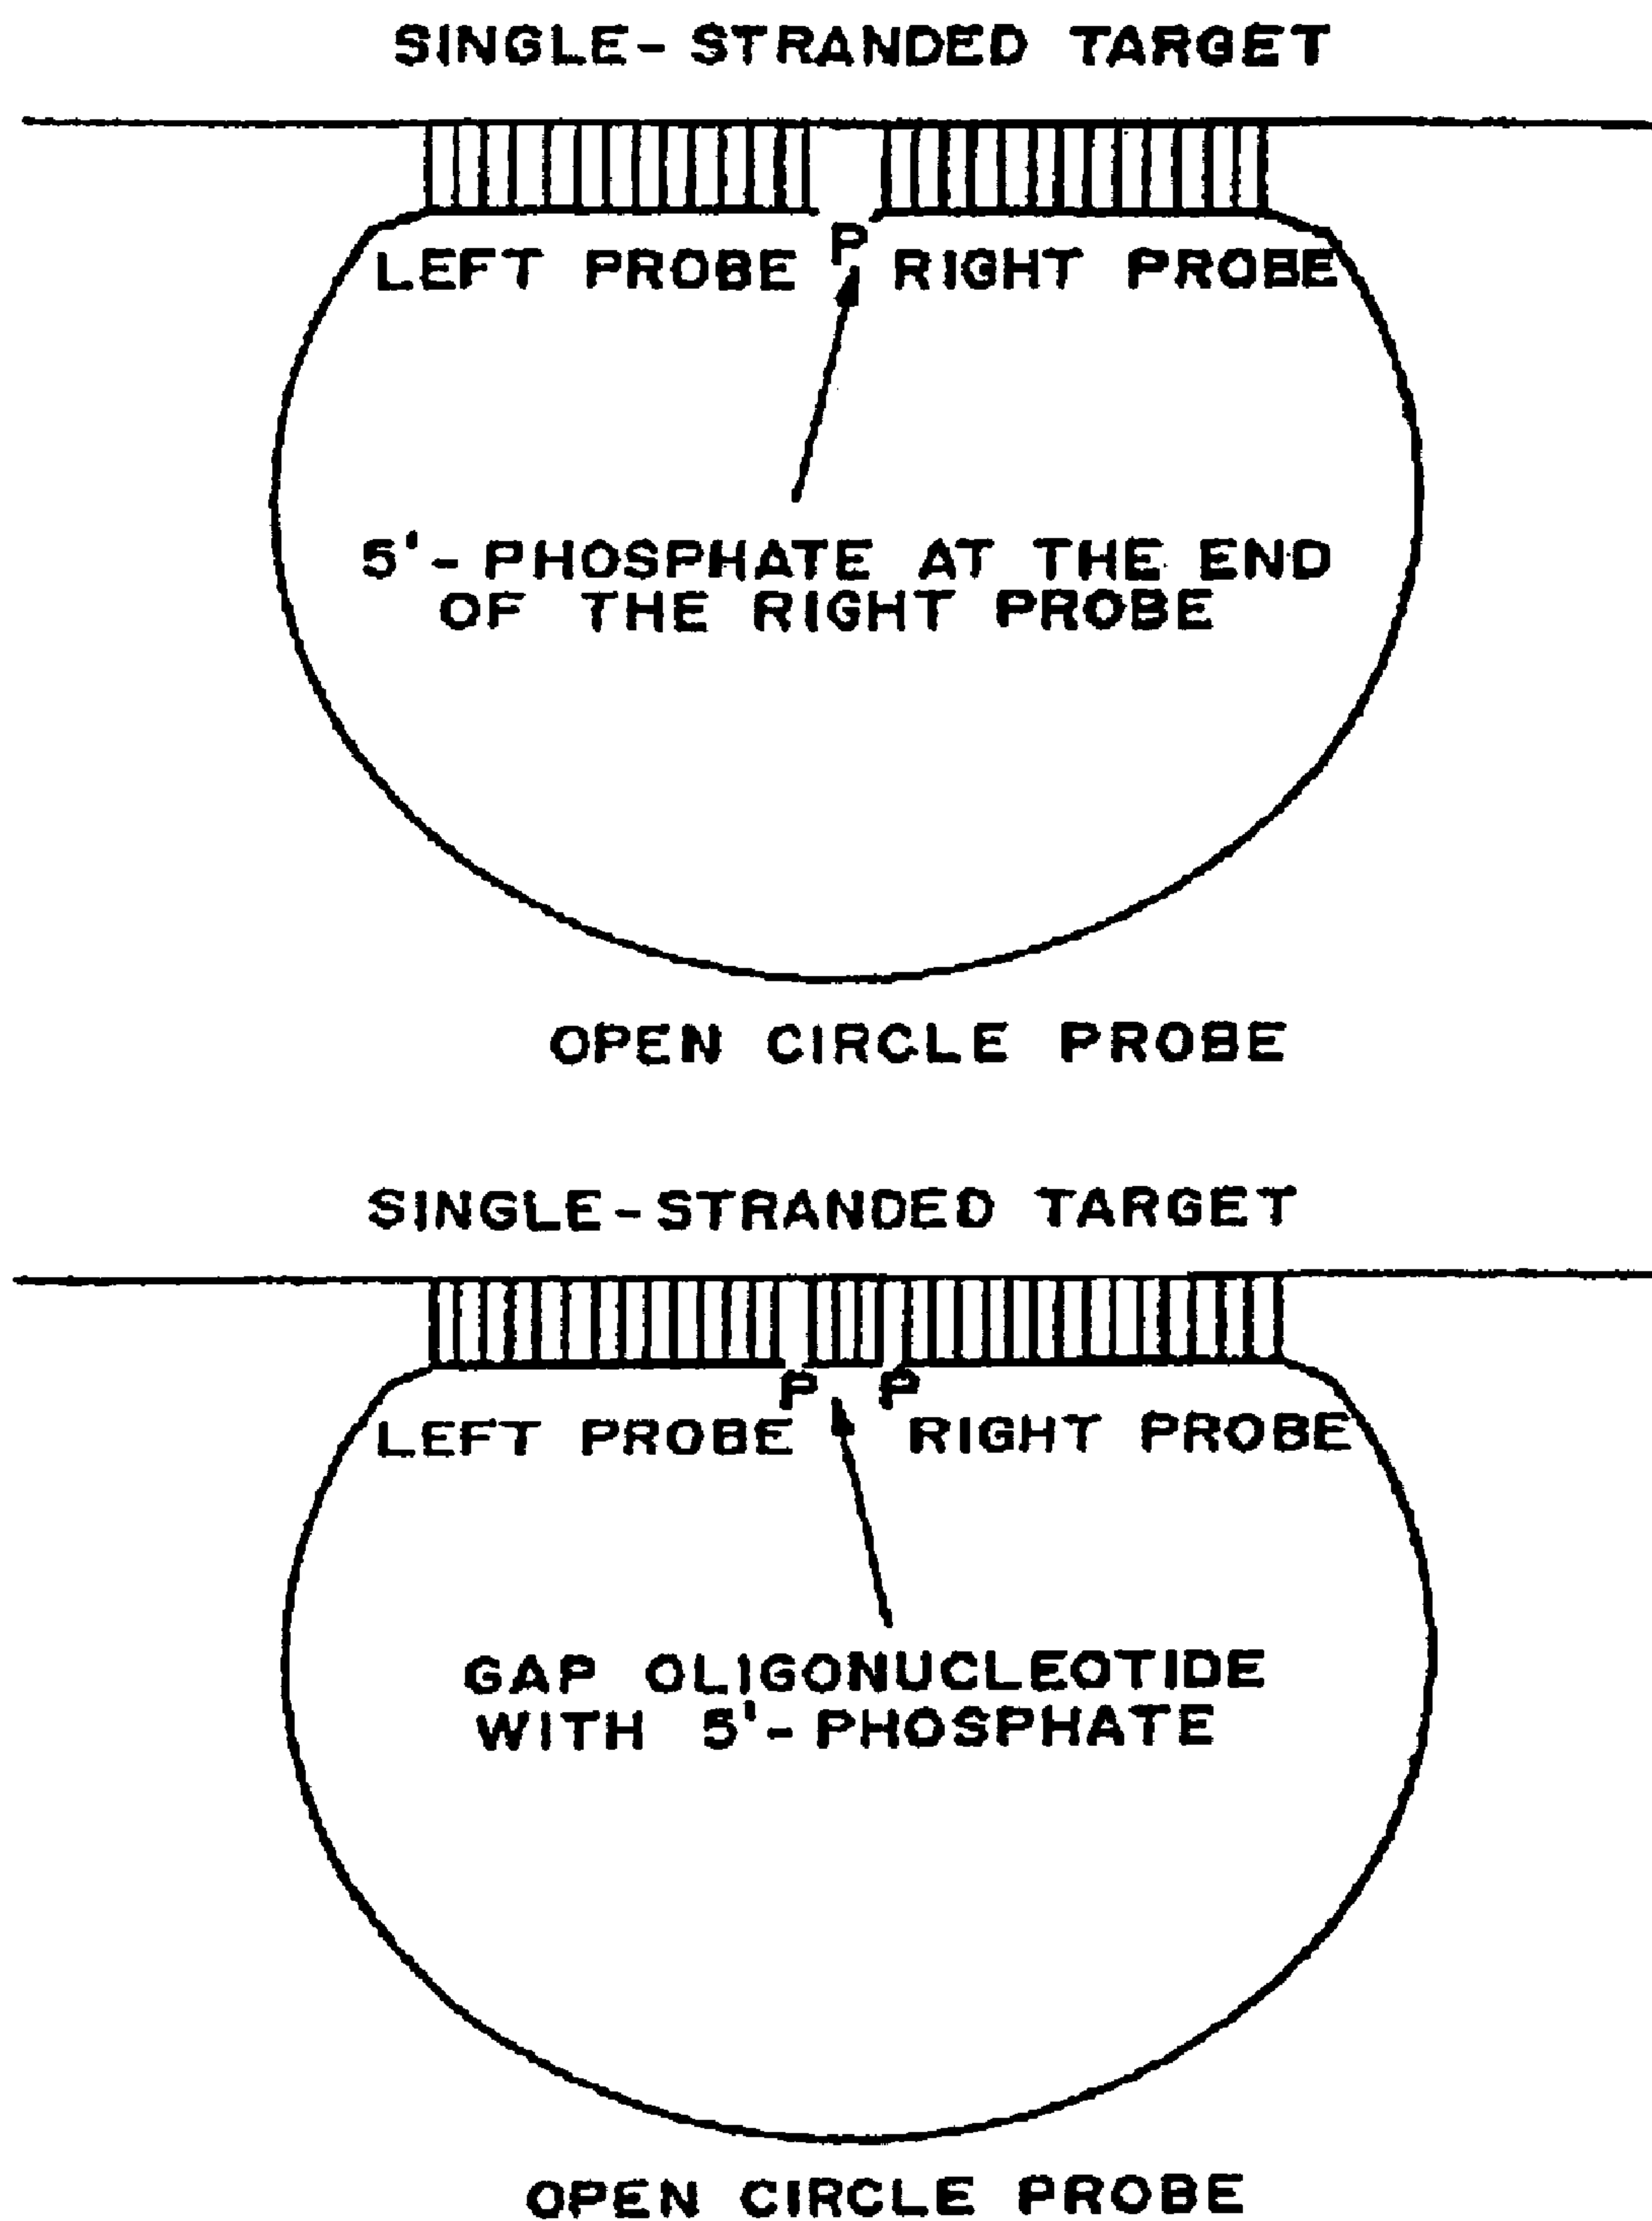 SINGLE-STRANDED TARGET
LEFT PROBE P RIGHT PROBE
5'-PHOSPHATE AT THE END
OF THE RIGHT PROBE
OPEN CIRCLE PROBE
SINGLE-STRANDED TARGET
P P
LEFT PROBE RIGHT PROBE
GAP OLIGONUCLEOTIDE
WITH 5'-PHOSPHATE
OPEN CIRCLE PROBE